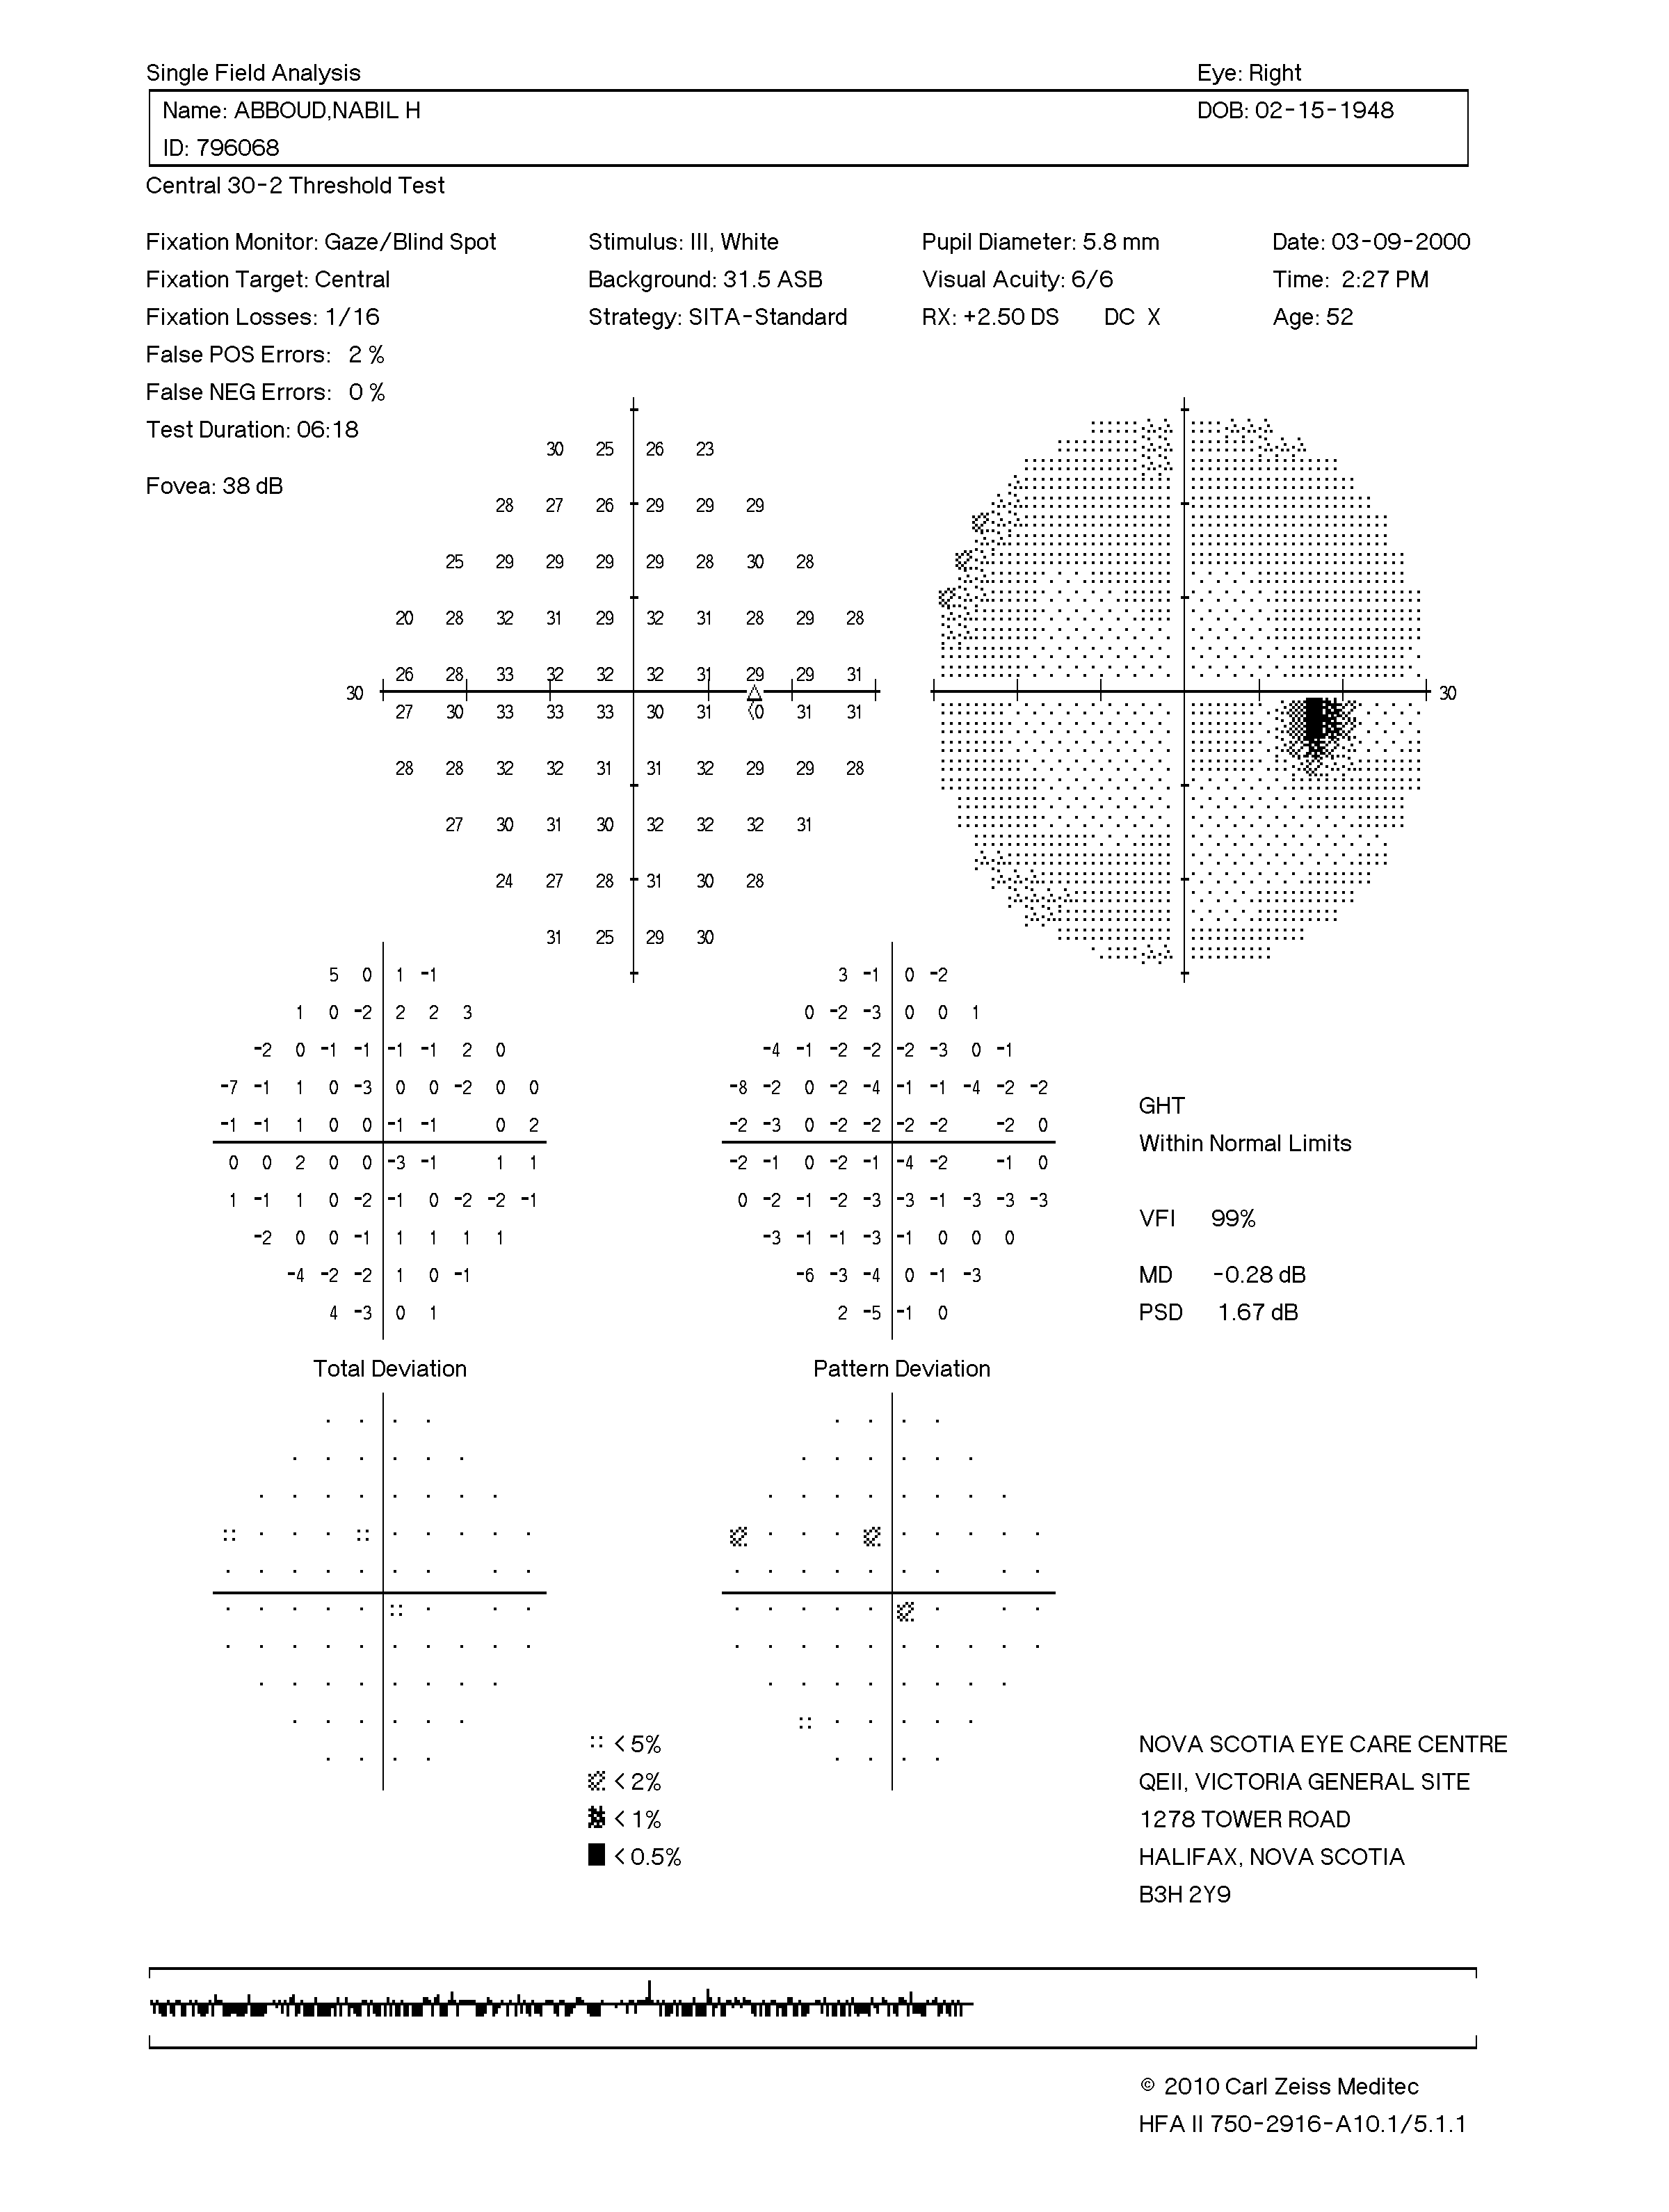 Single Field Analysis Eye: Right
Name: ABBOUD,NABIL H DOB: 02-15-1948
ID: 796068
Central 30-2 Threshold Test
Fixation Monitor: Gaze/Blind Spot Stimulus: III, White Pupil Diameter: 5.8 mm Date: 03-09-2000
Fixation Target: Central Background: 31.5 ASB Visual Acuity: 6/6 Time: 2:27 PM
Fixation Losses: 1/16 Strategy: SITA-Standard RX: +2.50 DS DC X Age: 52
False POS Errors: 2 %
False NEG Errors: 0 %
Test Duration: 06:18
Fovea: 38 dB
30 25 26 23
28 27 26 29 29 29
25 29 29 29 29 28 30 28
20 28 32 31 29 32 31 28 29 28
26 28 33 32 32 32 31 29 29 31
30 30
27 30 33 33 33 30 31 <0 31 31
28 28 32 32 31 31 32 29 29 28
27 30 31 30 32 32 32 31
24 27 28 31 30 28
31 25 29 30
5 0 1 -1 3 -1 0 -2
1 0 -2 2 2 3 0 -2 -3 0 0 1
-2 0 -1 -1 -1 -1 2 0 -4 -1 -2 -2 -2 -3 0 -1
-7 -1 1 0 -3 0 0 -2 0 0 -8 -2 0 -2 -4 -1 -1 -4 -2 -2
GHT
-1 -1 1 0 0 -1 -1 0 2 -2 -3 0 -2 -2 -2 -2 -2 0
Within Normal Limits
0 0 2 0 0 -3 -1 1 1 -2 -1 0 -2 -1 -4 -2 -1 0
1 -1 1 0 -2 -1 0 -2 -2 -1 0 -2 -1 -2 -3 -3 -1 -3 -3 -3
VFI 99%
-2 0 0 -1 1 1 1 1 -3 -1 -1 -3 -1 0 0 0
-4 -2 -2 1 0 -1 -6 -3 -4 0 -1 -3 MD -0.28 dB
4 -3 0 1 2 -5 -1 0 PSD 1.67 dB
Total Deviation Pattern Deviation
< 5% NOVA SCOTIA EYE CARE CENTRE
< 2% QEII, VICTORIA GENERAL SITE
< 1% 1278 TOWER ROAD
< 0.5% HALIFAX, NOVA SCOTIA
B3H 2Y9
© 2010 Carl Zeiss Meditec
HFA II 750-2916-A10.1/5.1.1